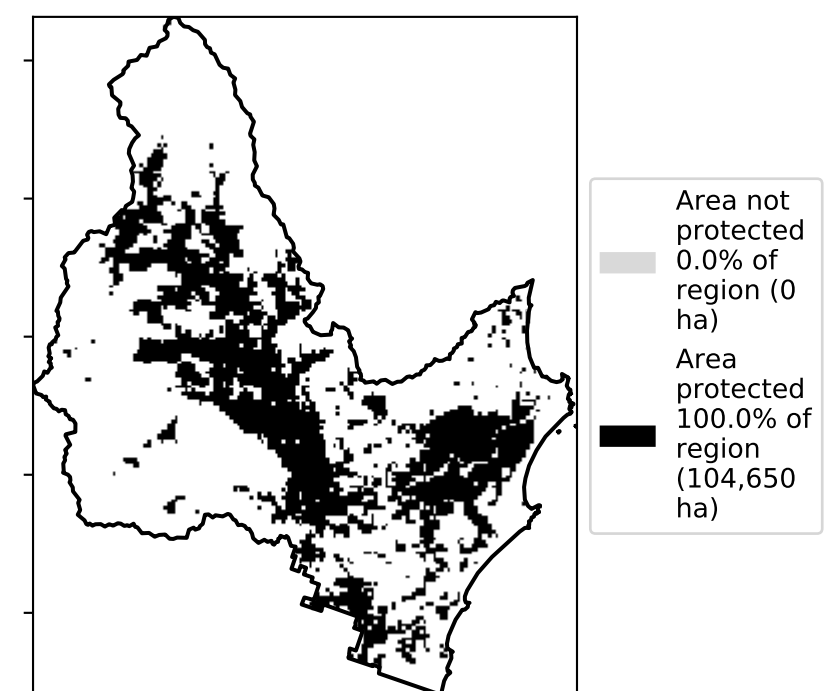 Area not
protected
0.0% of
region (0
ha)
Area
protected
100.0% of
region
(104,650
ha)